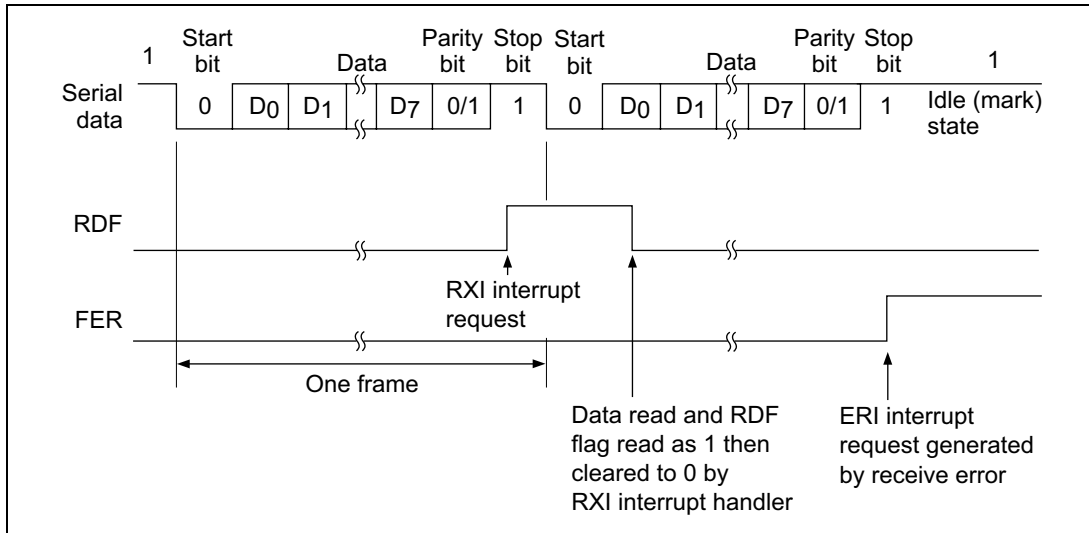 1 Start bit Data Parity bit Stop bit Start bit Data Parity bit Stop bit 1
Serial data 0 D0 D1 D7 0/1 1 0 D0 D1 D7 0/1 1 Idle (mark) state
RDF
RXI interrupt
request
FER
One frame
Data read and RDF
flag read as 1 then
cleared to 0 by
RXI interrupt handler
ERI interrupt
request generated
by receive error